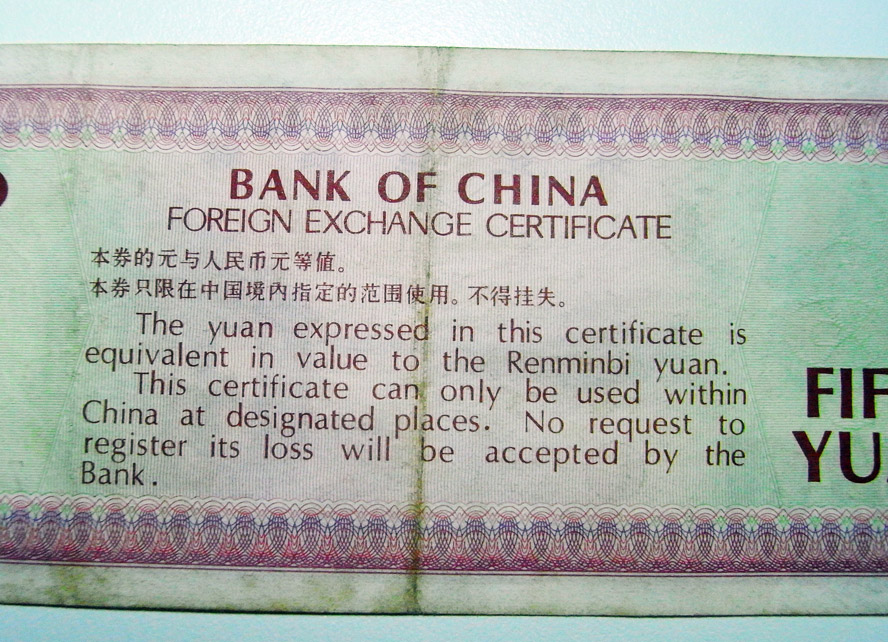 BANK OF CHINA
FOREIGN EXCHANGE CERTIFICATE
本券的元与人民币元等值。
本券只限在中国境内指定的范围使用。不得挂失。
The yuan expressed in this certificate is
equivalent in value to the Renminbi yuan.
This certificate can only be used within
China at designated places. No request to
register its loss will be accepted by the
Bank.
FIF
YU